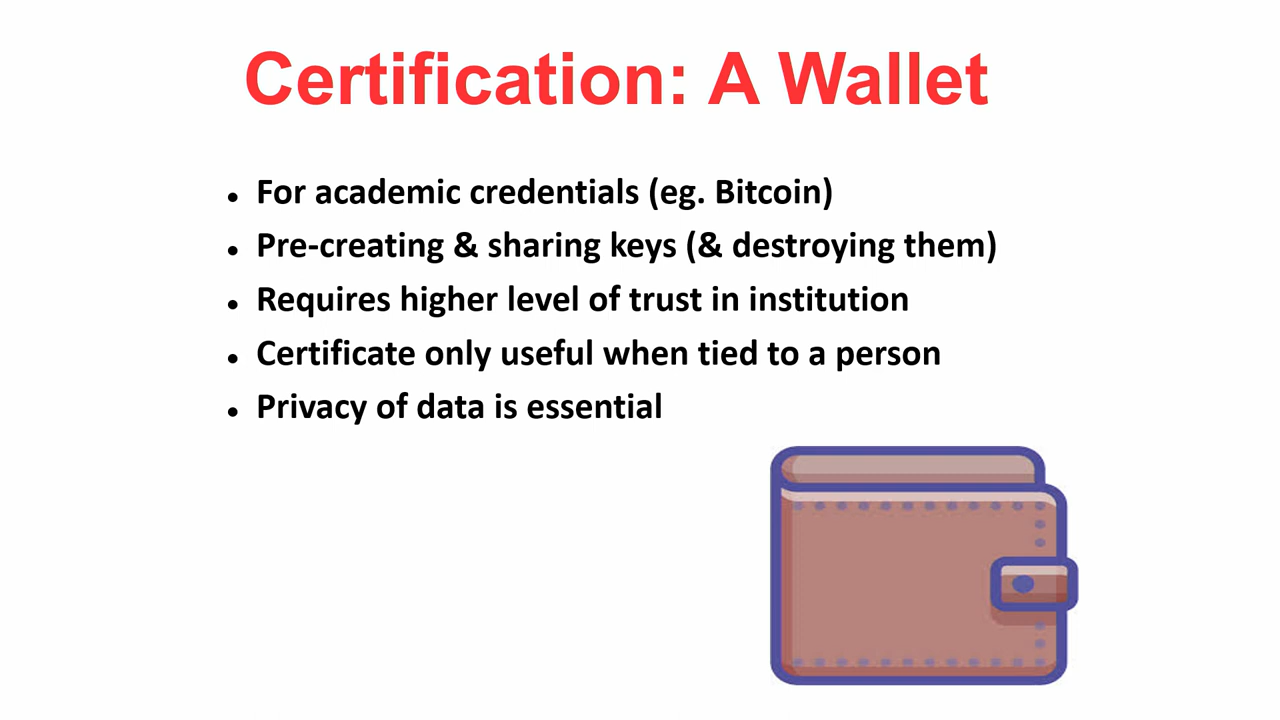 Certification: A Wallet
● For academic credentials (eg. Bitcoin)
● Pre-creating & sharing keys (& destroying them)
● Requires higher level of trust in institution
● Certificate only useful when tied to a person
● Privacy of data is essential